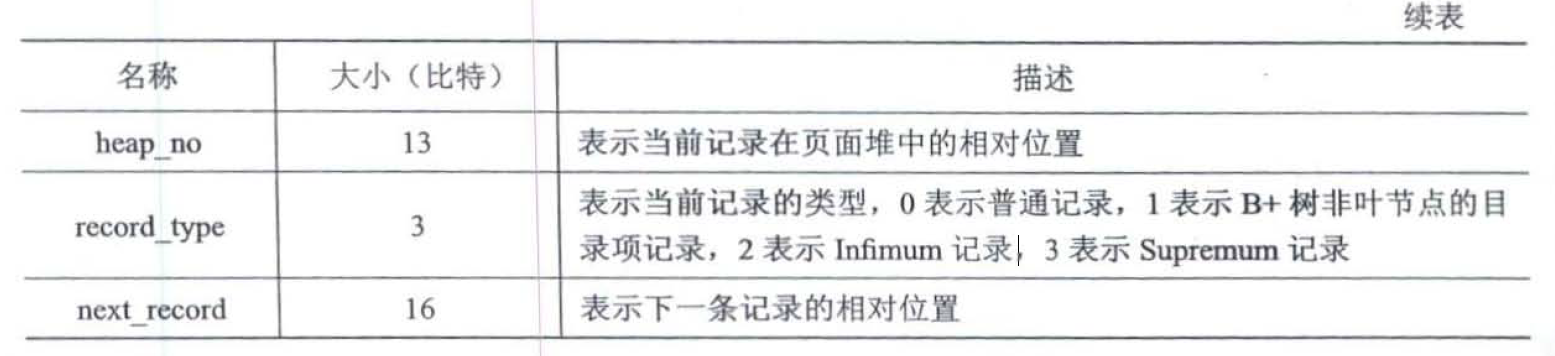 续表
名称 大小（比特） 描述
heap_no 13 表示当前记录在页面堆中的相对位置
record_type 3 表示当前记录的类型，0 表示普通记录，1 表示 B+ 树非叶节点的目
录项记录，2 表示 Infimum 记录，3 表示 Supremum 记录
next_record 16 表示下一条记录的相对位置